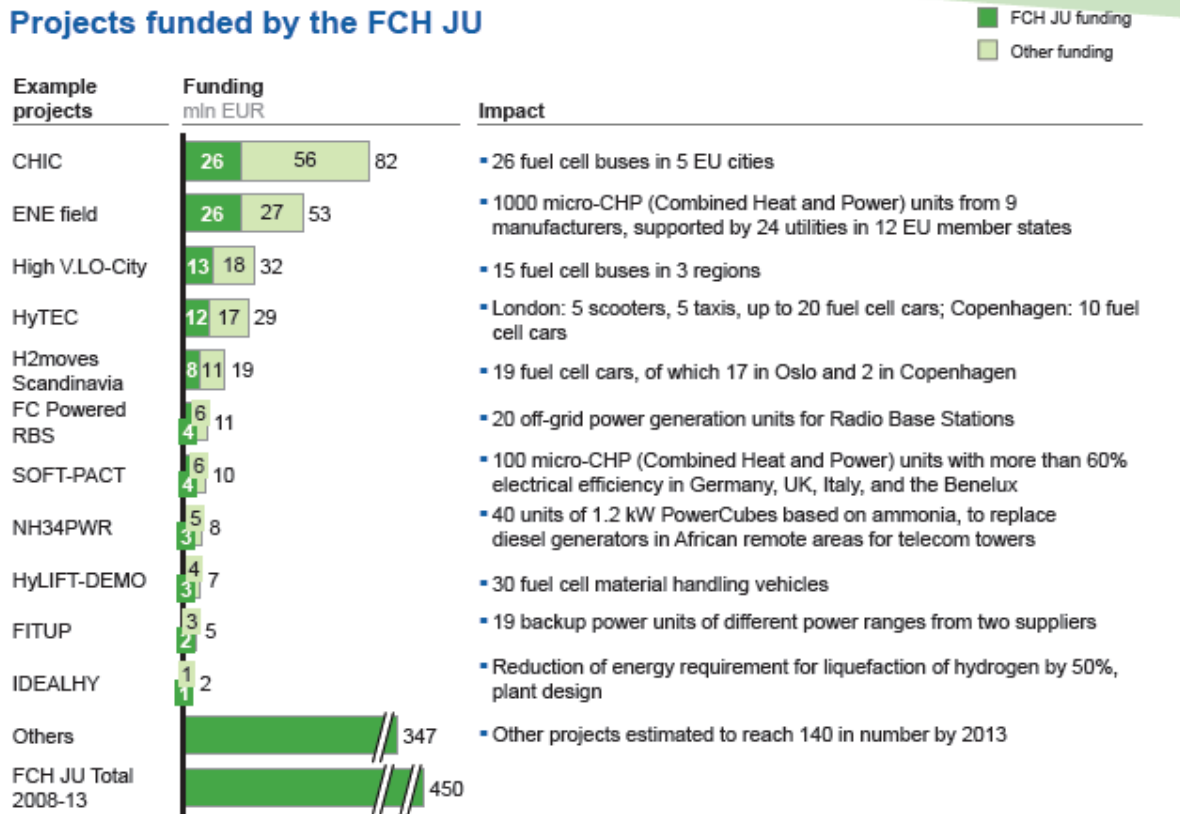 Projects funded by the FCH JU
FCH JU funding
Other funding
Example
projects
Funding
mln EUR
Impact
CHIC
26
56
82
▪ 26 fuel cell buses in 5 EU cities
ENE field
26
27
53
▪ 1000 micro-CHP (Combined Heat and Power) units from 9
manufacturers, supported by 24 utilities in 12 EU member states
High V.LO-City
13
18
32
▪ 15 fuel cell buses in 3 regions
HyTEC
12
17
29
▪ London: 5 scooters, 5 taxis, up to 20 fuel cell cars; Copenhagen: 10 fuel
cell cars
H2moves
Scandinavia
8
11
19
▪ 19 fuel cell cars, of which 17 in Oslo and 2 in Copenhagen
FC Powered
RBS
4
6
11
▪ 20 off-grid power generation units for Radio Base Stations
SOFT-PACT
4
6
10
▪ 100 micro-CHP (Combined Heat and Power) units with more than 60%
electrical efficiency in Germany, UK, Italy, and the Benelux
NH34PWR
3
5
8
▪ 40 units of 1.2 kW PowerCubes based on ammonia, to replace
diesel generators in African remote areas for telecom towers
HyLIFT-DEMO
3
4
7
▪ 30 fuel cell material handling vehicles
FITUP
2
3
5
▪ 19 backup power units of different power ranges from two suppliers
IDEALHY
1
1
2
▪ Reduction of energy requirement for liquefaction of hydrogen by 50%,
plant design
Others
347
▪ Other projects estimated to reach 140 in number by 2013
FCH JU Total
2008-13
450